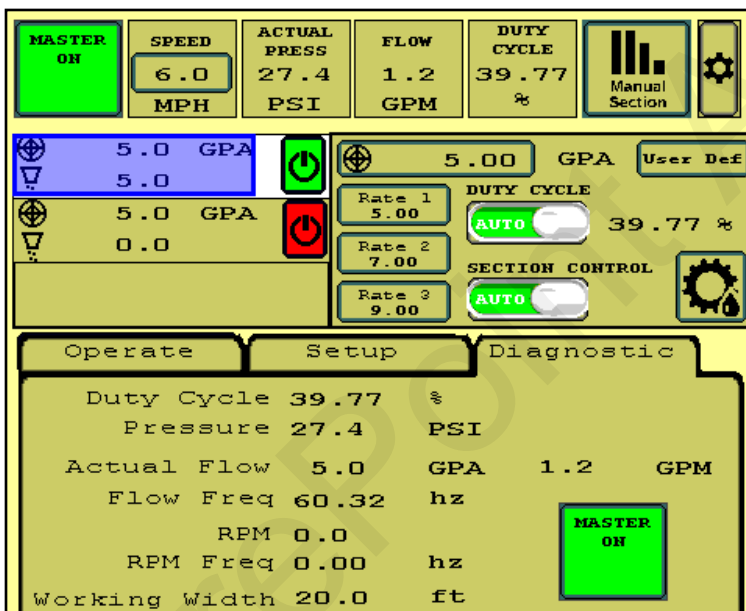 MASTER ON
SPEED 6.0 MPH
ACTUAL PRESS 27.4 PSI
FLOW 1.2 GPM
DUTY CYCLE 39.77 %
Manual Section
5.0 GPA
5.0
5.0 GPA
0.0
5.00 GPA User Def
Rate 1 5.00
Rate 2 7.00
Rate 3 9.00
DUTY CYCLE
AUTO 39.77 %
SECTION CONTROL
AUTO
Operate Setup Diagnostic
Duty Cycle 39.77 %
Pressure 27.4 PSI
Actual Flow 5.0 GPA 1.2 GPM
Flow Freq 60.32 hz
RPM 0.0
RPM Freq 0.00 hz
Working Width 20.0 ft
MASTER ON